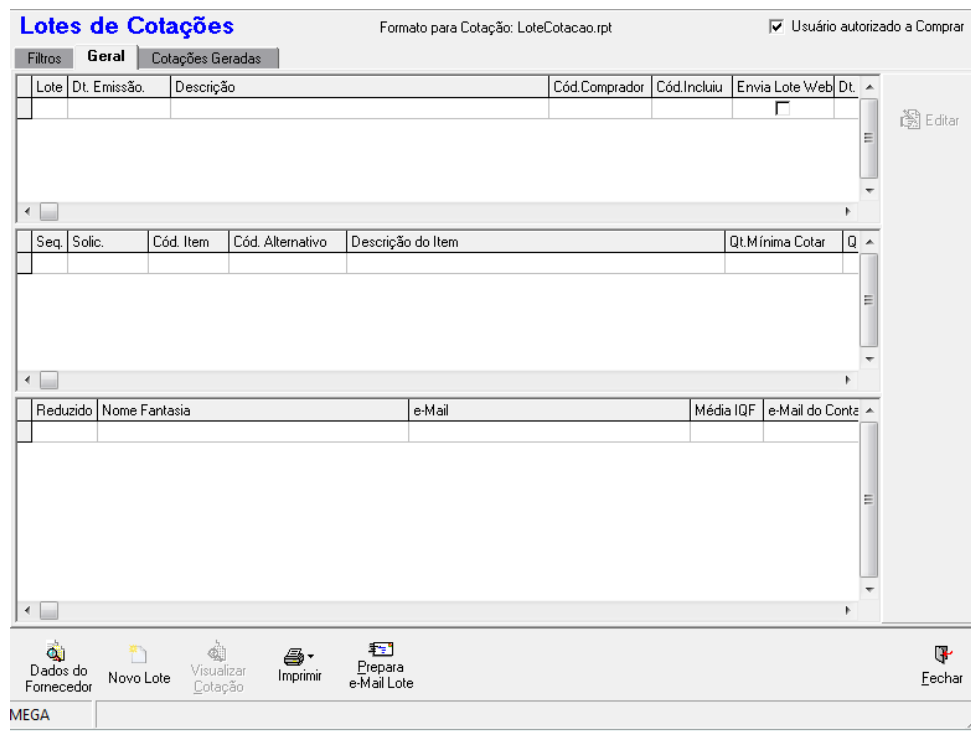 Lotes de Cotações Formato para Cotação: LoteCotacao.rpt Usuário autorizado a Comprar
Filtros Geral Cotações Geradas
Lote Dt. Emissão. Descrição Cód.Comprador Cód.Incluiu Envia Lote Web Dt.
Editar
Seq. Solic. Cód. Item Cód. Alternativo Descrição do Item Qt.Mínima Cotar Q
Reduzido Nome Fantasia e-Mail Média IQF e-Mail do Conta
Dados do Fornecedor Novo Lote Visualizar Cotação Imprimir Prepara e-Mail Lote Fechar
MEGA